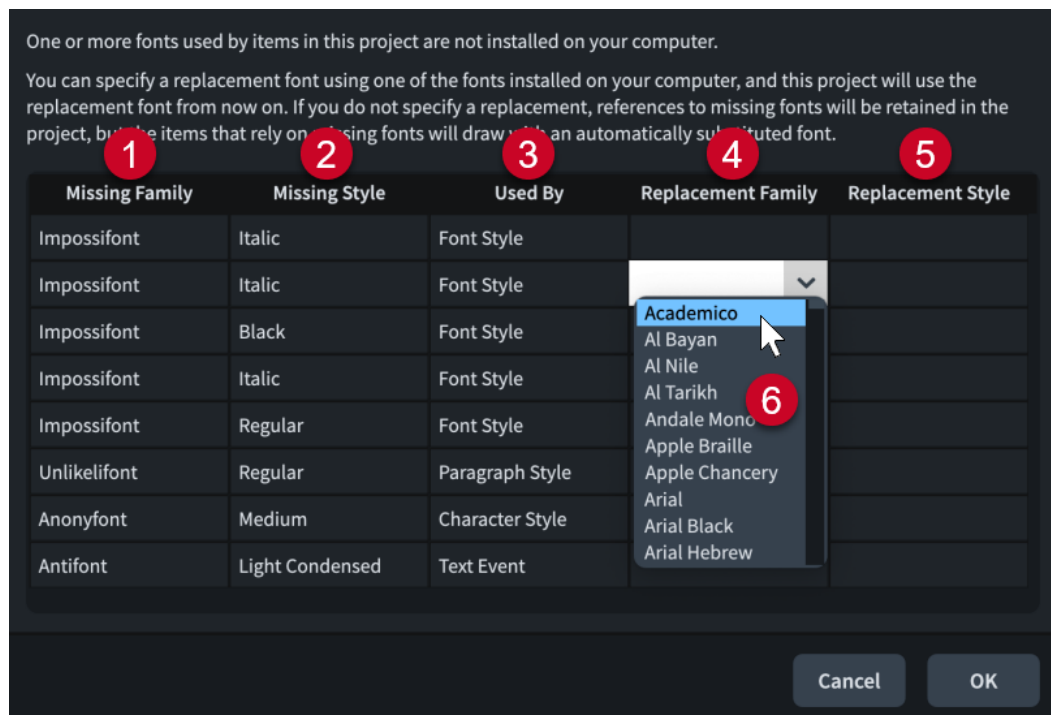 One or more fonts used by items in this project are not installed on your computer.
You can specify a replacement font using one of the fonts installed on your computer, and this project will use the
replacement font from now on. If you do not specify a replacement, references to missing fonts will be retained in the
project, but the items that rely on missing fonts will draw with an automatically substituted font.
1 2 3 4 5
Missing Family Missing Style Used By Replacement Family Replacement Style
Impossifont Italic Font Style
Impossifont Italic Font Style
Impossifont Black Font Style
Impossifont Italic Font Style
Impossifont Regular Font Style
Unlikelifont Regular Paragraph Style
Anonyfont Medium Character Style
Antifont Light Condensed Text Event
Academico
Al Bayan
Al Nile
Al Tarikh
6
Andale Mono
Apple Braille
Apple Chancery
Arial
Arial Black
Arial Hebrew
Cancel OK